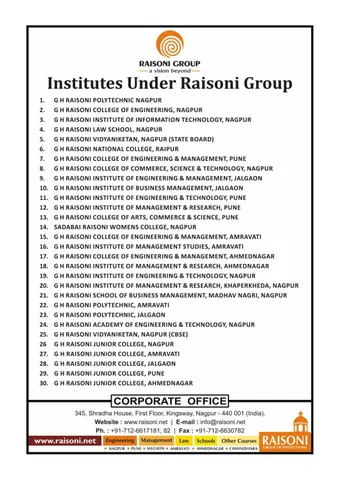 RAISONI GROUP
a vision beyond
Institutes Under Raisoni Group
1. G H RAISONI POLYTECHNIC NAGPUR
2. G H RAISONI COLLEGE OF ENGINEERING, NAGPUR
3. G H RAISONI INSTITUTE OF INFORMATION TECHNOLOGY, NAGPUR
4. G H RAISONI LAW SCHOOL, NAGPUR
5. G H RAISONI VIDYANIKETAN, NAGPUR (STATE BOARD)
6. G H RAISONI NATIONAL COLLEGE, RAIPUR
7. G H RAISONI COLLEGE OF ENGINEERING & MANAGEMENT, PUNE
8. G H RAISONI COLLEGE OF COMMERCE, SCIENCE & TECHNOLOGY, NAGPUR
9. G H RAISONI INSTITUTE OF ENGINEERING & MANAGEMENT, JALGAON
10. G H RAISONI INSTITUTE OF BUSINESS MANAGEMENT, JALGAON
11. G H RAISONI INSTITUTE OF ENGINEERING & TECHNOLOGY, PUNE
12. G H RAISONI INSTITUTE OF MANAGEMENT & RESEARCH, PUNE
13. G H RAISONI COLLEGE OF ARTS, COMMERCE & SCIENCE, PUNE
14. SADABAI RAISONI WOMENS COLLEGE, NAGPUR
15. G H RAISONI COLLEGE OF ENGINEERING & MANAGEMENT, AMRAVATI
16. G H RAISONI INSTITUTE OF MANAGEMENT STUDIES, AMRAVATI
17. G H RAISONI COLLEGE OF ENGINEERING & MANAGEMENT, AHMEDNAGAR
18. G H RAISONI INSTITUTE OF MANAGEMENT & RESEARCH, AHMEDNAGAR
19. G H RAISONI INSTITUTE OF ENGINEERING & TECHNOLOGY, NAGPUR
20. G H RAISONI INSTITUTE OF MANAGEMENT & RESEARCH, KHAPERKHEDA, NAGPUR
21. G H RAISONI SCHOOL OF BUSINESS MANAGEMENT, MADHAV NAGRI, NAGPUR
22. G H RAISONI POLYTECHNIC, AMRAVATI
23. G H RAISONI POLYTECHNIC, JALGAON
24. G H RAISONI ACADEMY OF ENGINEERING & TECHNOLOGY, NAGPUR
25. G H RAISONI VIDYANIKETAN, NAGPUR (CBSE)
26 G H RAISONI JUNIOR COLLEGE, NAGPUR
27. G H RAISONI JUNIOR COLLEGE, AMRAVATI
28. G H RAISONI JUNIOR COLLEGE, JALGAON
29. G H RAISONI JUNIOR COLLEGE, PUNE
30. G H RAISONI JUNIOR COLLEGE, AHMEDNAGAR
CORPORATE OFFICE
345, Shradha House, First Floor, Kingsway, Nagpur - 440 001 (India).
Website : www.raisoni.net | E-mail : info@raisoni.net
Ph. : +91-712-6617181, 82 | Fax : +91-712-6630782
www.raisoni.net Engineering Management Law Schools Other Courses
RAISONI
GROUP OF INSTITUTIONS
NAGPUR PUNE JALGAON AMRAVATI AHMEDNAGAR CHHINDWARA